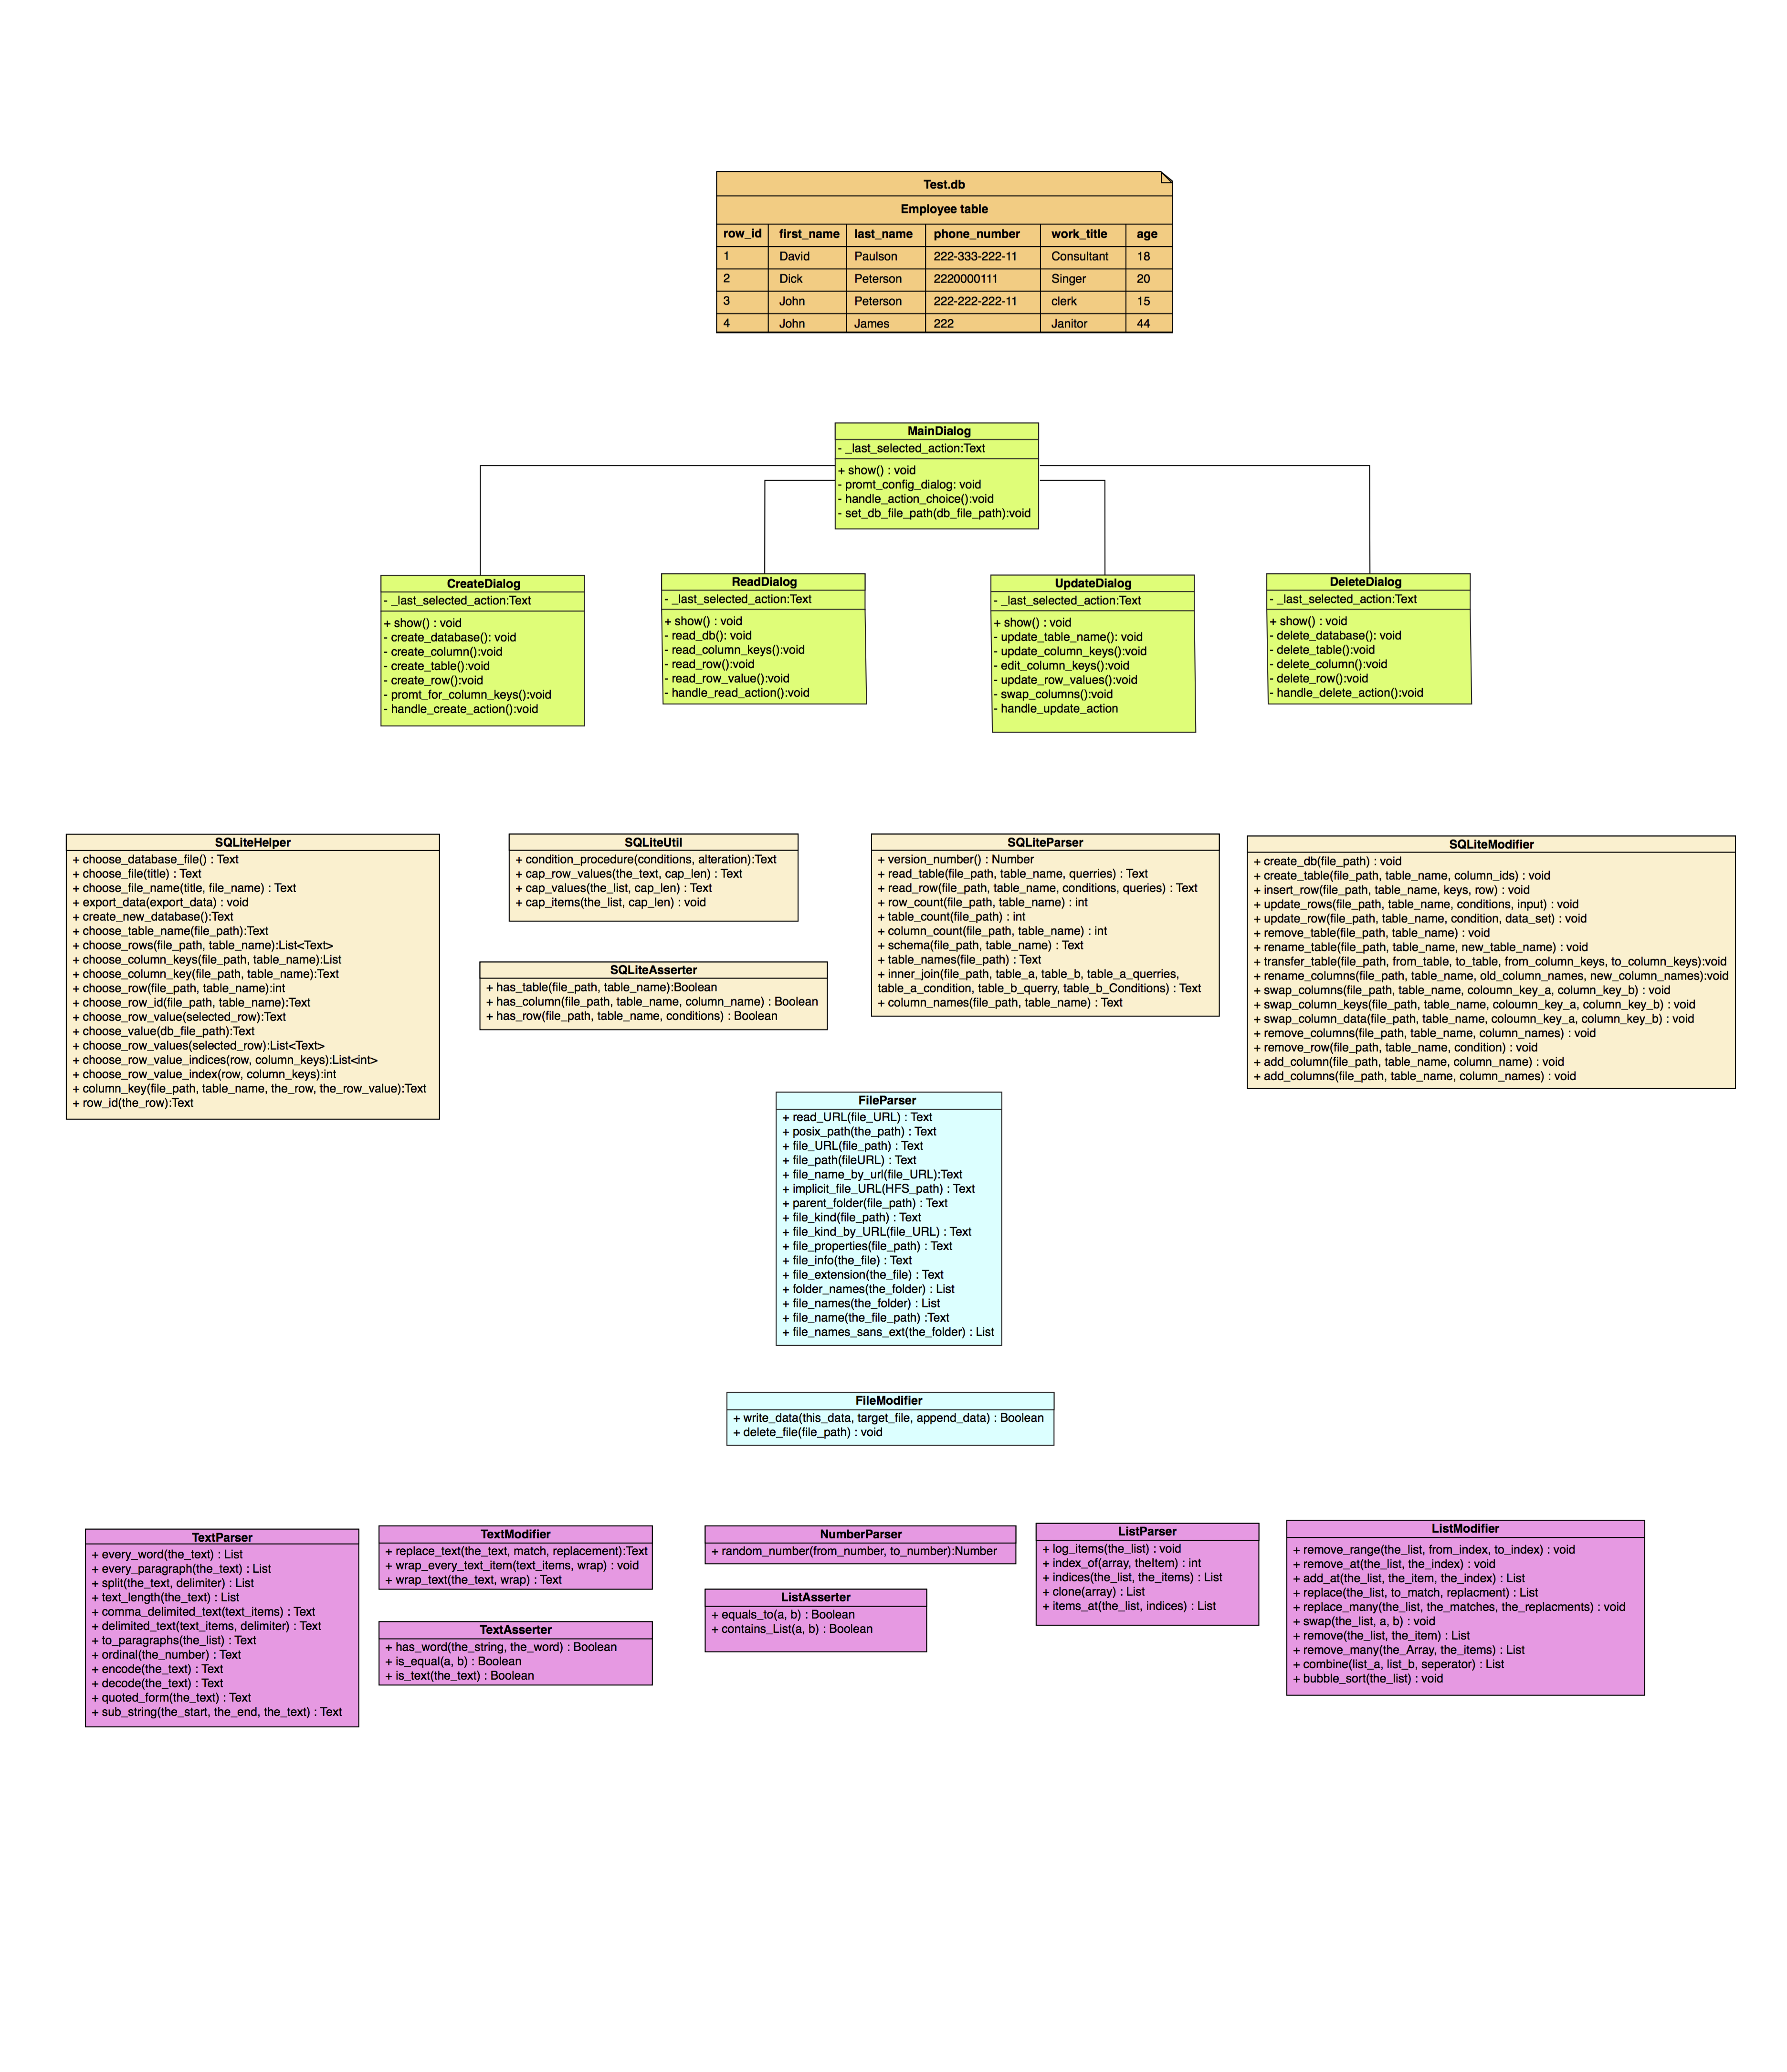 Test.db
Employee table
row_id first_name last_name phone_number work_title age
1 David Paulson 222-333-222-11 Consultant 18
2 Dick Peterson 2220000111 Singer 20
3 John Peterson 222-222-222-11 clerk 15
4 John James 222 Janitor 44
MainDialog
- _last_selected_action:Text
+ show() : void
- promt_config_dialog: void
- handle_action_choice():void
- set_db_file_path(db_file_path):void
CreateDialog
- _last_selected_action:Text
+ show() : void
- create_database(): void
- create_column():void
- create_table():void
- create_row():void
- promt_for_column_keys():void
- handle_create_action():void
ReadDialog
- _last_selected_action:Text
+ show() : void
- read_db(): void
- read_column_keys():void
- read_row():void
- read_row_value():void
- handle_read_action():void
UpdateDialog
- _last_selected_action:Text
+ show() : void
- update_table_name(): void
- update_column_keys():void
- edit_column_keys():void
- update_row_values():void
- swap_columns():void
- handle_update_action
DeleteDialog
- _last_selected_action:Text
+ show() : void
- delete_database(): void
- delete_table():void
- delete_column():void
- delete_row():void
- handle_delete_action():void
SQLiteHelper
+ choose_database_file() : Text
+ choose_file(title) : Text
+ choose_file_name(title, file_name) : Text
+ export_data(export_data) : void
+ create_new_database():Text
+ choose_table_name(file_path):Text
+ choose_rows(file_path, table_name):List<Text>
+ choose_column_keys(file_path, table_name):List
+ choose_column_key(file_path, table_name):Text
+ choose_row(file_path, table_name):int
+ choose_row_id(file_path, table_name):Text
+ choose_row_value(selected_row):Text
+ choose_value(db_file_path):Text
+ choose_row_values(selected_row):List<Text>
+ choose_row_value_indices(row, column_keys):List<int>
+ choose_row_value_index(row, column_keys):int
+ column_key(file_path, table_name, the_row, the_row_value):Text
+ row_id(the_row):Text
SQLiteUtil
+ condition_procedure(conditions, alteration):Text
+ cap_row_values(the_text, cap_len) : Text
+ cap_values(the_list, cap_len) : Text
+ cap_items(the_list, cap_len) : void
SQLiteAsserter
+ has_table(file_path, table_name):Boolean
+ has_column(file_path, table_name, column_name) : Boolean
+ has_row(file_path, table_name, conditions) : Boolean
SQLiteParser
+ version_number() : Number
+ read_table(file_path, table_name, querries) : Text
+ read_row(file_path, table_name, conditions, queries) : Text
+ row_count(file_path, table_name) : int
+ table_count(file_path) : int
+ column_count(file_path, table_name) : int
+ schema(file_path, table_name) : Text
+ table_names(file_path) : Text
+ inner_join(file_path, table_a, table_b, table_a_querries,
table_a_condition, table_b_querry, table_b_Conditions) : Text
+ column_names(file_path, table_name) : Text
SQLiteModifier
+ create_db(file_path) : void
+ create_table(file_path, table_name, column_ids) : void
+ insert_row(file_path, table_name, keys, row) : void
+ update_rows(file_path, table_name, conditions, input) : void
+ update_row(file_path, table_name, condition, data_set) : void
+ remove_table(file_path, table_name) : void
+ rename_table(file_path, table_name, new_table_name) : void
+ transfer_table(file_path, from_table, to_table, from_column_keys, to_column_keys):void
+ rename_columns(file_path, table_name, old_column_names, new_column_names):void
+ swap_columns(file_path, table_name, coloumn_key_a, column_key_b) : void
+ swap_column_keys(file_path, table_name, coloumn_key_a, column_key_b) : void
+ swap_column_data(file_path, table_name, coloumn_key_a, column_key_b) : void
+ remove_columns(file_path, table_name, column_names) : void
+ remove_row(file_path, table_name, condition) : void
+ add_column(file_path, table_name, column_name) : void
+ add_columns(file_path, table_name, column_names) : void
FileParser
+ read_URL(file_URL) : Text
+ posix_path(the_path) : Text
+ file_URL(file_path) : Text
+ file_path(fileURL) : Text
+ file_name_by_url(file_URL):Text
+ implicit_file_URL(HFS_path) : Text
+ parent_folder(file_path) : Text
+ file_kind(file_path) : Text
+ file_kind_by_URL(file_URL) : Text
+ file_properties(file_path) : Text
+ file_info(the_file) : Text
+ file_extension(the_file) : Text
+ folder_names(the_folder) : List
+ file_names(the_folder) : List
+ file_name(the_file_path) :Text
+ file_names_sans_ext(the_folder) : List
FileModifier
+ write_data(this_data, target_file, append_data) : Boolean
+ delete_file(file_path) : void
TextParser
+ every_word(the_text) : List
+ every_paragraph(the_text) : List
+ split(the_text, delimiter) : List
+ text_length(the_text) : List
+ comma_delimited_text(text_items) : Text
+ delimited_text(text_items, delimiter) : Text
+ to_paragraphs(the_list) : Text
+ ordinal(the_number) : Text
+ encode(the_text) : Text
+ decode(the_text) : Text
+ quoted_form(the_text) : Text
+ sub_string(the_start, the_end, the_text) : Text
TextModifier
+ replace_text(the_text, match, replacement):Text
+ wrap_every_text_item(text_items, wrap) : void
+ wrap_text(the_text, wrap) : Text
TextAsserter
+ has_word(the_string, the_word) : Boolean
+ is_equal(a, b) : Boolean
+ is_text(the_text) : Boolean
NumberParser
+ random_number(from_number, to_number):Number
ListAsserter
+ equals_to(a, b) : Boolean
+ contains_List(a, b) : Boolean
ListParser
+ log_items(the_list) : void
+ index_of(array, theItem) : int
+ indices(the_list, the_items) : List
+ clone(array) : List
+ items_at(the_list, indices) : List
ListModifier
+ remove_range(the_list, from_index, to_index) : void
+ remove_at(the_list, the_index) : void
+ add_at(the_list, the_item, the_index) : List
+ replace(the_list, to_match, replacment) : List
+ replace_many(the_list, the_matches, the_replacments) : void
+ swap(the_list, a, b) : void
+ remove(the_list, the_item) : List
+ remove_many(the_Array, the_items) : List
+ combine(list_a, list_b, seperator) : List
+ bubble_sort(the_list) : void